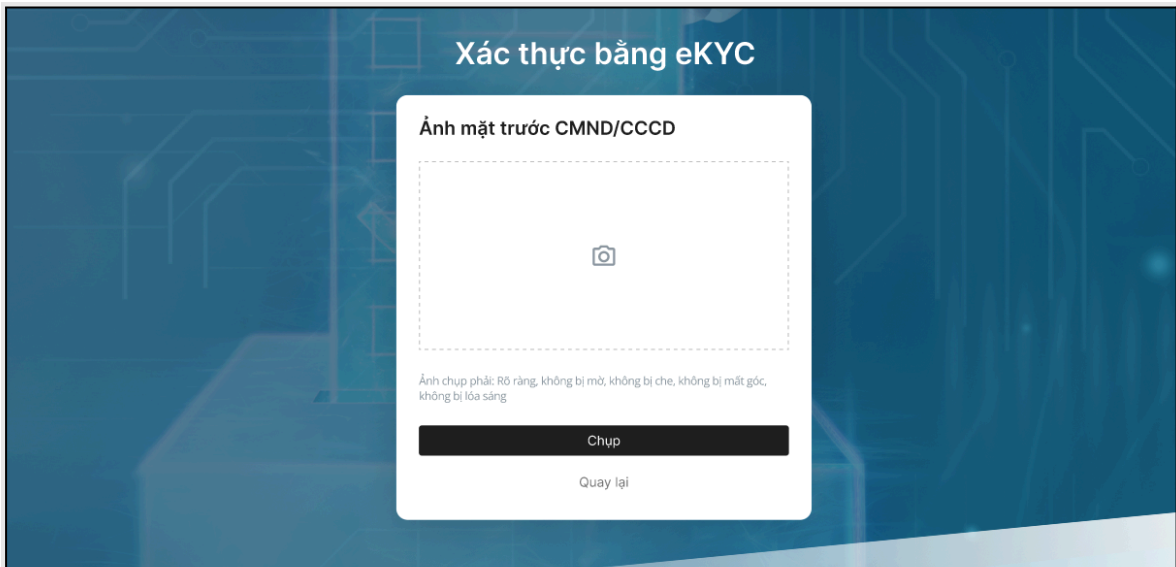 Xác thực bằng eKYC
Ảnh mặt trước CMND/CCCD
Ảnh chụp phải: Rõ ràng, không bị mờ, không bị che, không bị mất góc,
không bị lóa sáng
Chụp
Quay lại